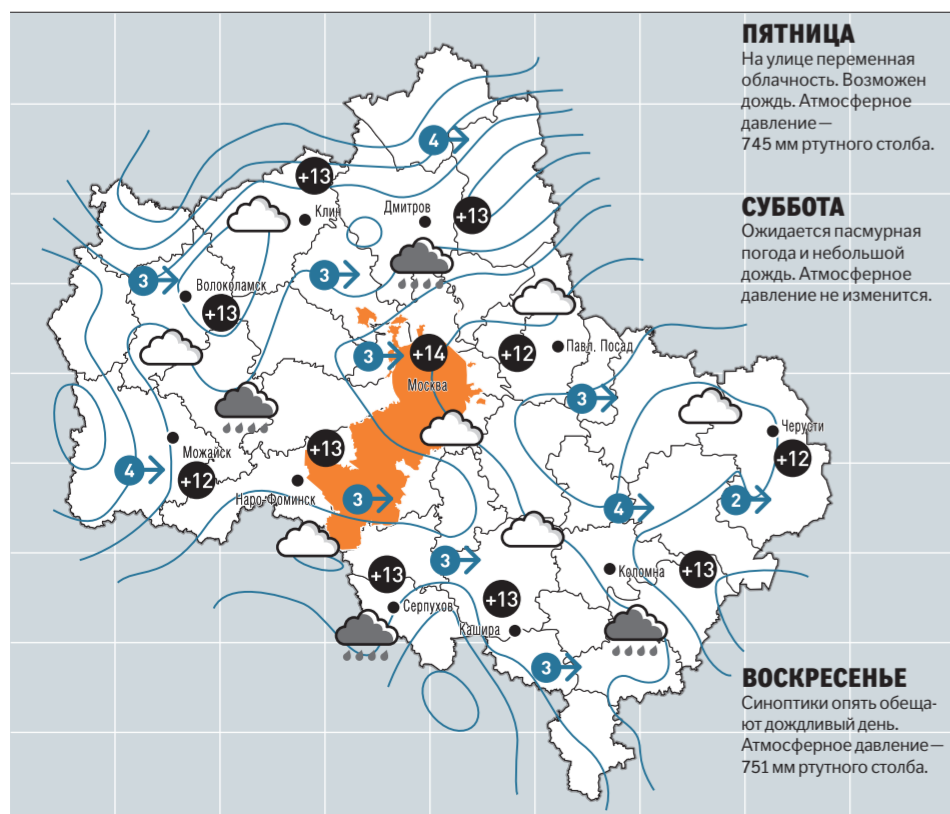 ПЯТНИЦА
На улице переменная
облачность. Возможен
дождь. Атмосферное
давление —
745 мм ртутного столба.
СУББОТА
Ожидается пасмурная
погода и небольшой
дождь. Атмосферное
давление не изменится.
ВОСКРЕСЕНЬЕ
Синоптики опять обеща-
ют дождливый день.
Атмосферное давление —
751 мм ртутного столба.
4
+13
Клин
Дмитров
+13
3
Волоколамск
3
+13
3
+14
Москва
+12
Павл. Посад
3
Черусти
+12
Можайск
4
+12
+13
Наро-Фоминск
3
4
2
3
+13
Серпухов
+13
Кашира
Коломна
+13
3